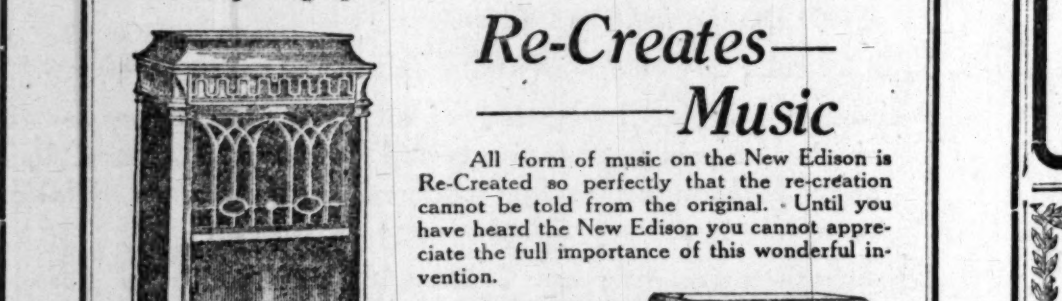 Re-Creates—
—Music
All form of music on the New Edison is
Re-Created so perfectly that the re-creation
cannot be told from the original. Until you
have heard the New Edison you cannot appre-
ciate the full importance of this wonderful in-
vention.